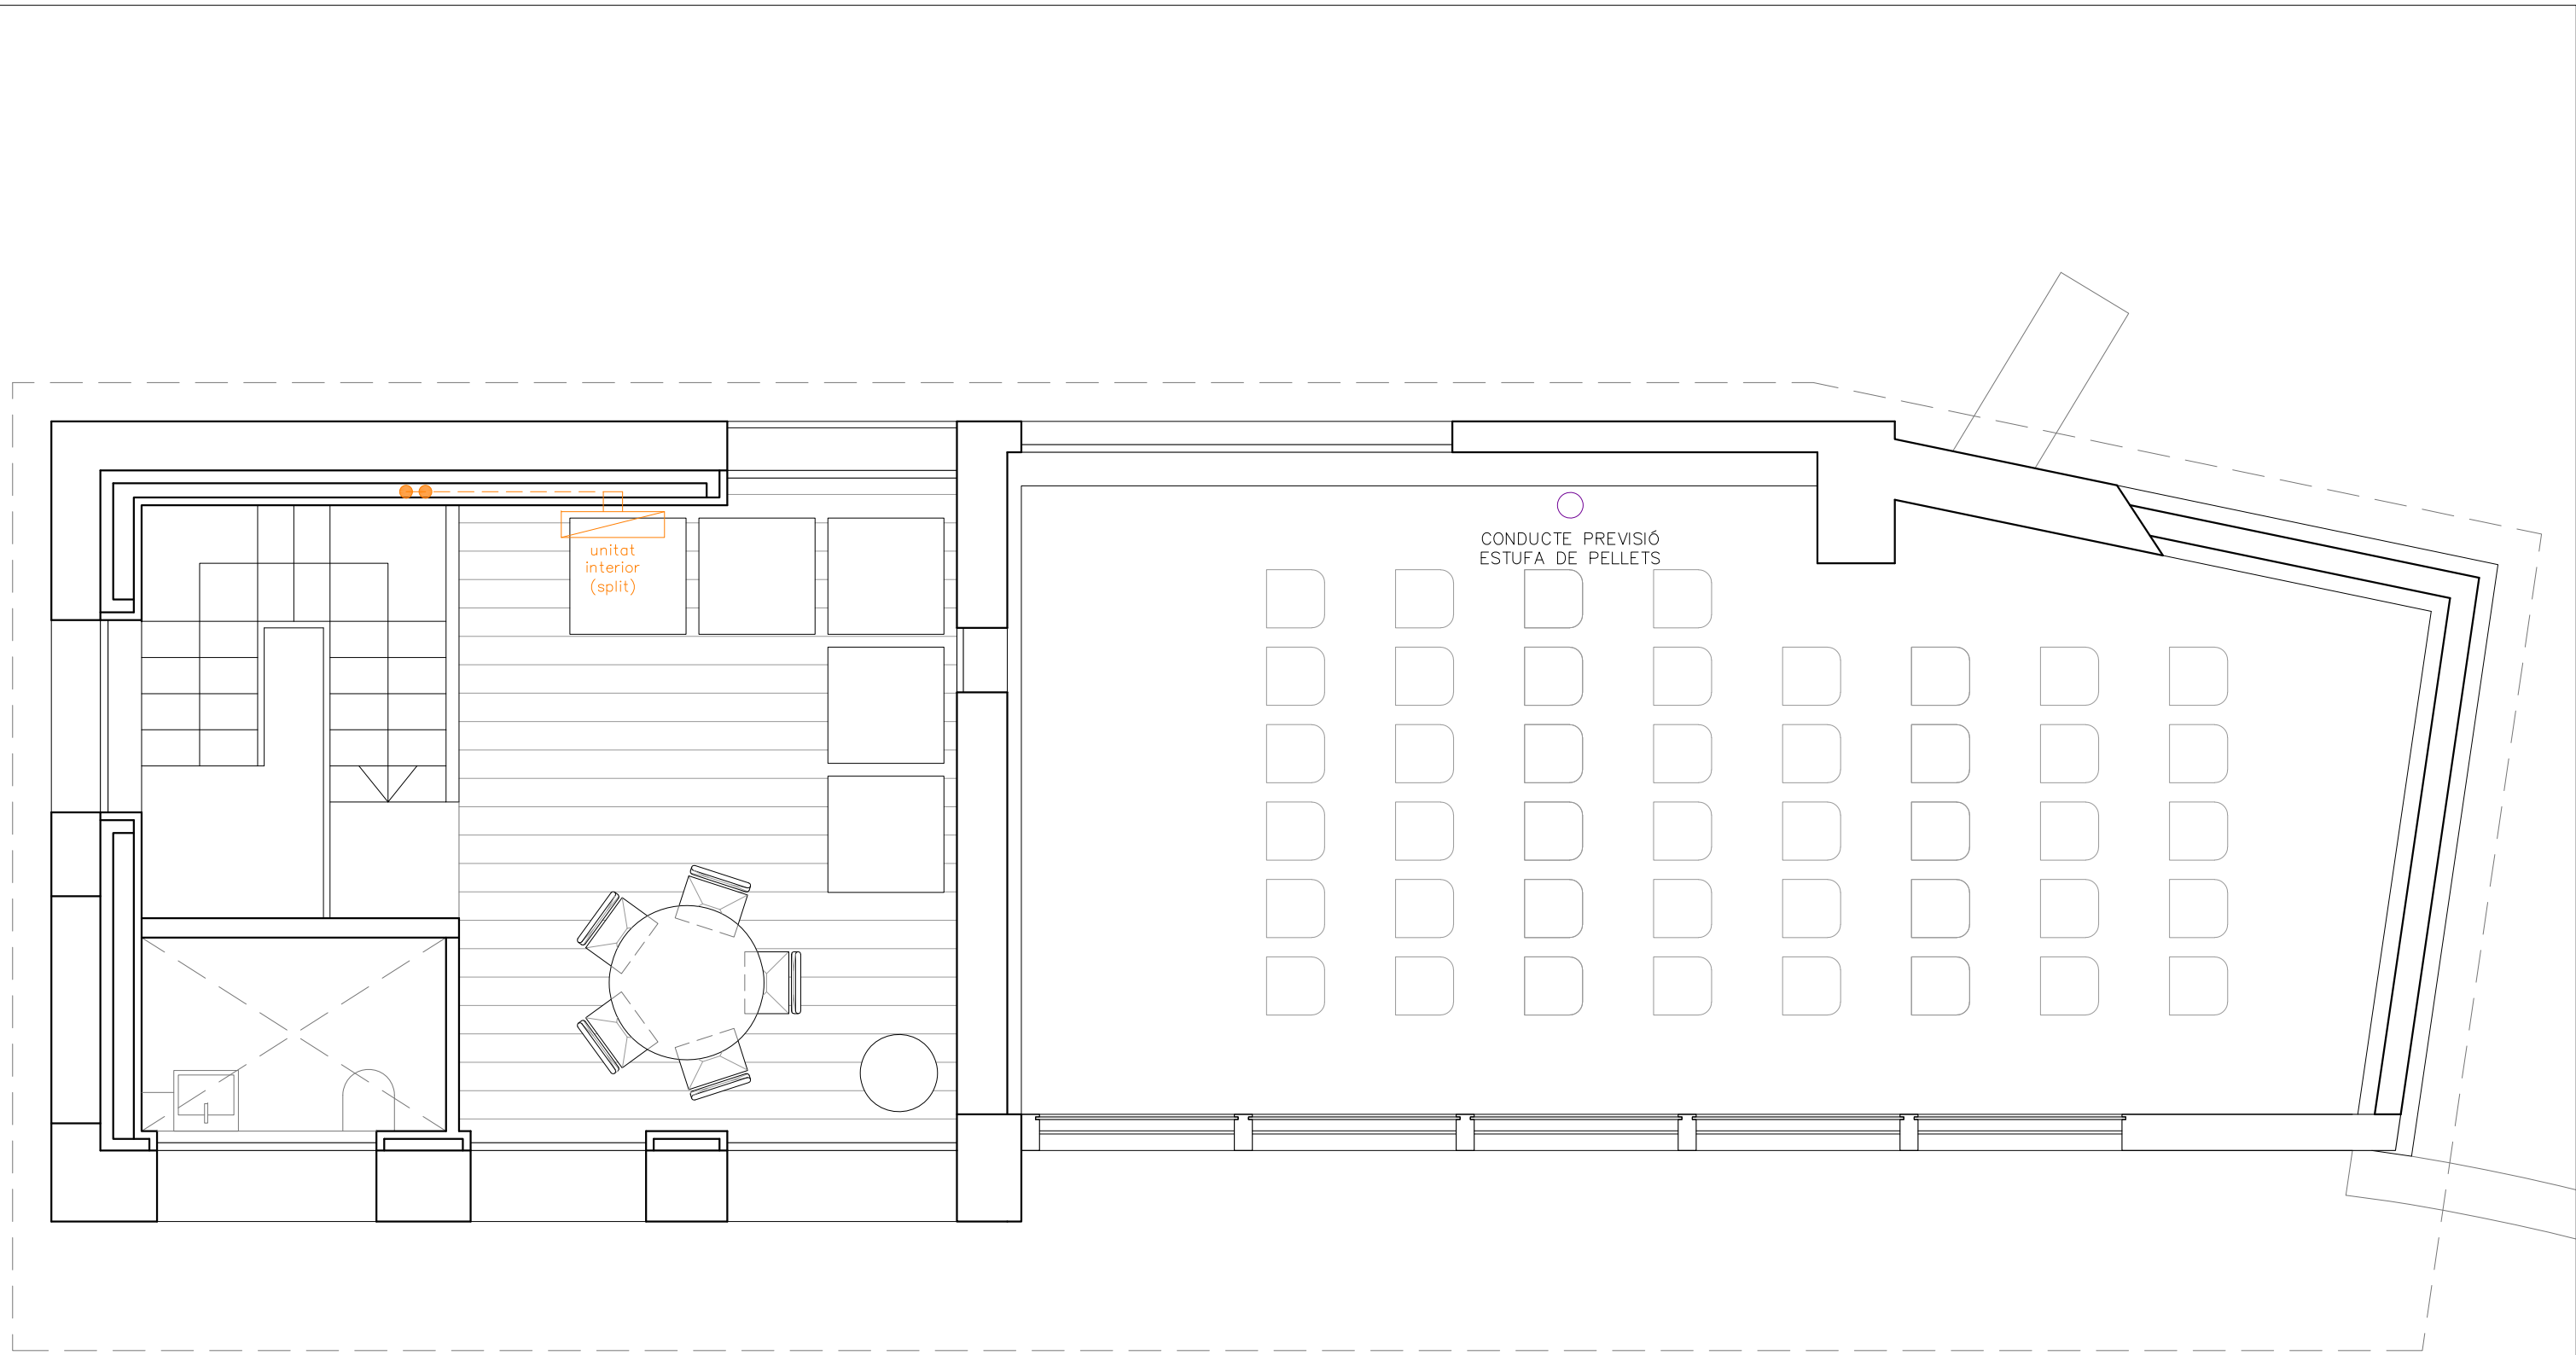 CONDUCTE PREVISIÓ
ESTUFA DE PELLETS
unitat
interior
(split)